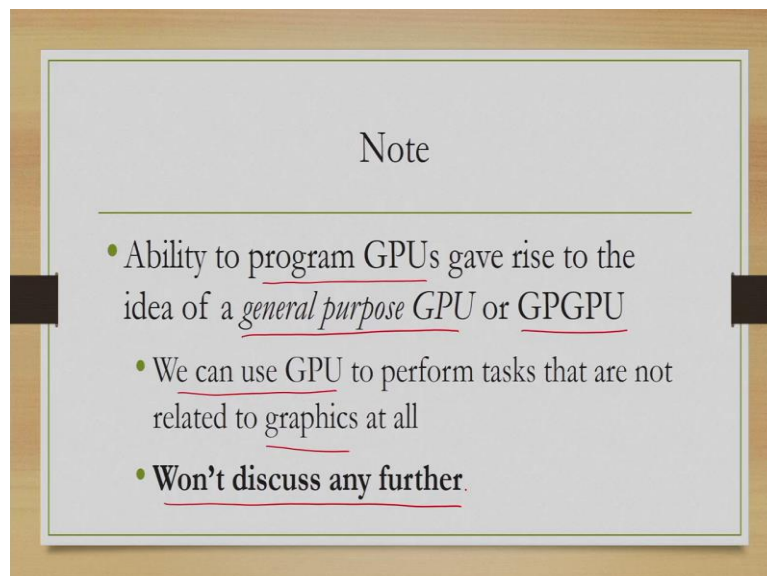 Note
• Ability to program GPUs gave rise to the
idea of a general purpose GPU or GPGPU
• We can use GPU to perform tasks that are not
related to graphics at all
• Won't discuss any further.